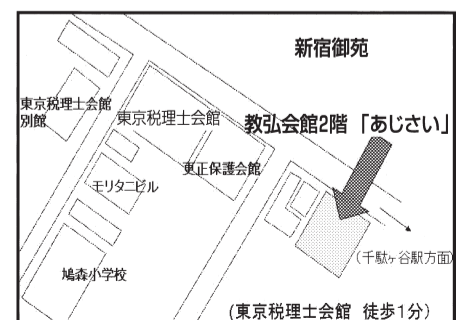 新宿御苑
東京税理士会館
別館
東京税理士会館
教弘会館2階 「あじさい」
更正保護会館
モリタニビル
(千駄ヶ谷駅方面)
鳩森小学校
(東京税理士会館 徒歩1分)